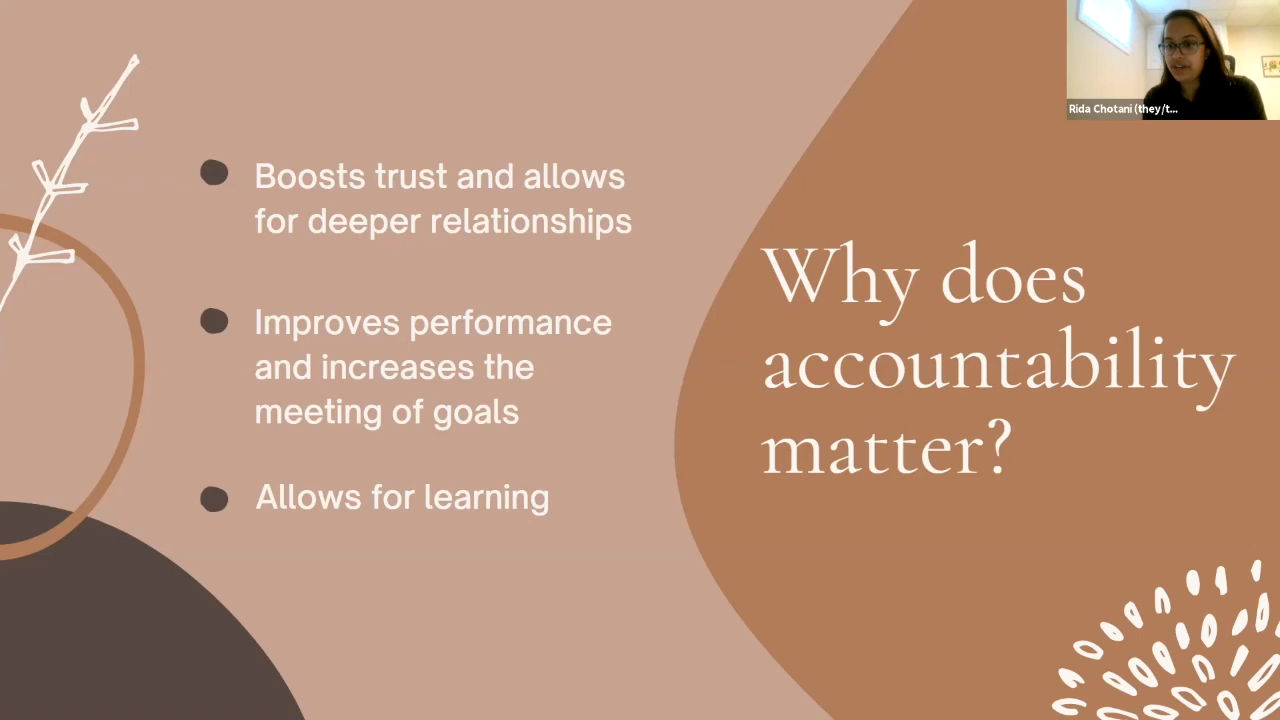 Boosts trust and allows
for deeper relationships
Improves performance
and increases the
meeting of goals
Allows for learning
Why does
accountability
matter?
Rida Chotani (they/t...